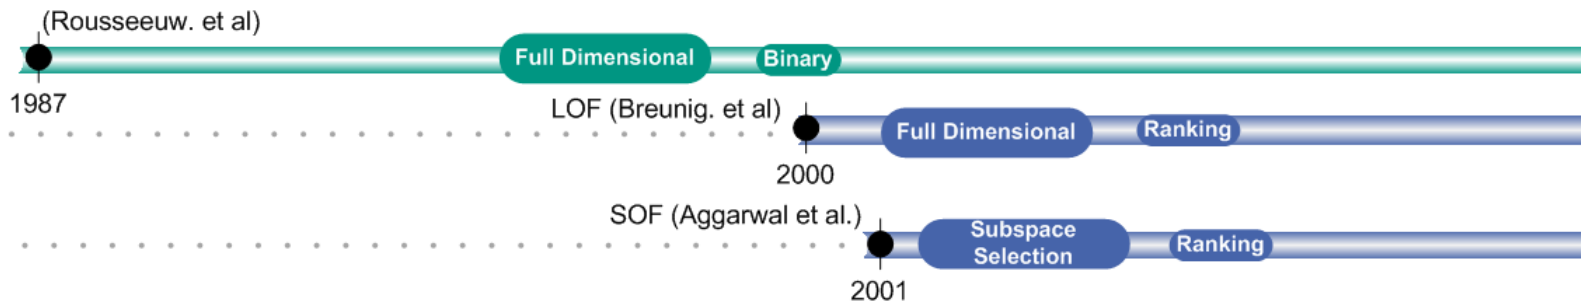 (Rousseeuw. et al)
Full Dimensional
Binary
1987
LOF (Breunig. et al)
Full Dimensional
Ranking
2000
SOF (Aggarwal et al.)
Subspace
Selection
Ranking
2001